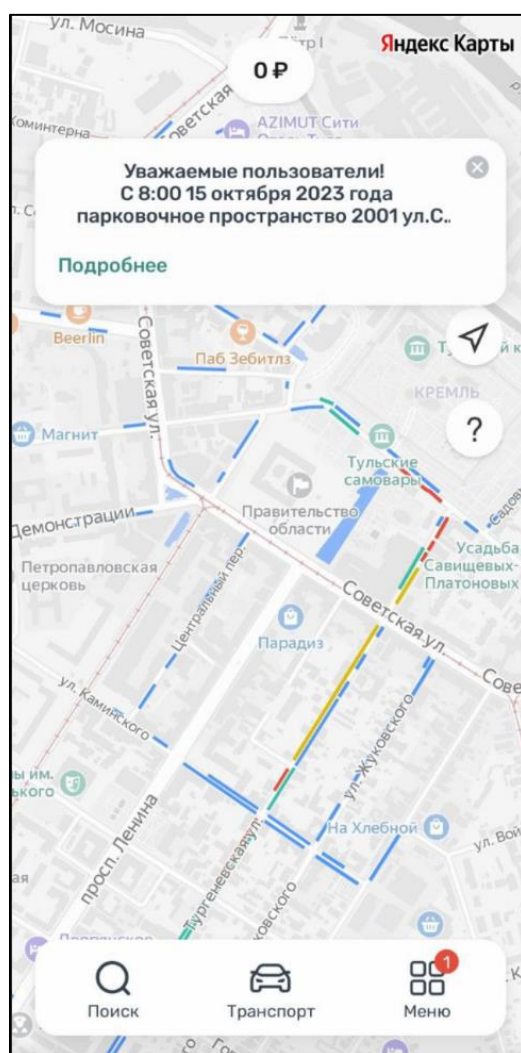 ул. Мосина
Яндекс Карты
0 ₽
Коминтерна
AZIMUT Сити
Уважаемые пользователи!
С 8:00 15 октября 2023 года
парковочное пространство 2001 ул.С..
Подробнее
Beerlin
Советская ул.
Паб Зебитлз
КРЕМЛЬ
Магнит
?
Тульские
самовары
Правительство
области
Демонстрации
Усадьба
Савищевых-
Платоновых
Петропавловская
церковь
Центральный пер.
Парадиз
Советская ул.
ул. Каминского
ул. Жуковского
На Хлебной
просп. Ленина
Тургеневская ул.
1
Поиск
Транспорт
Меню